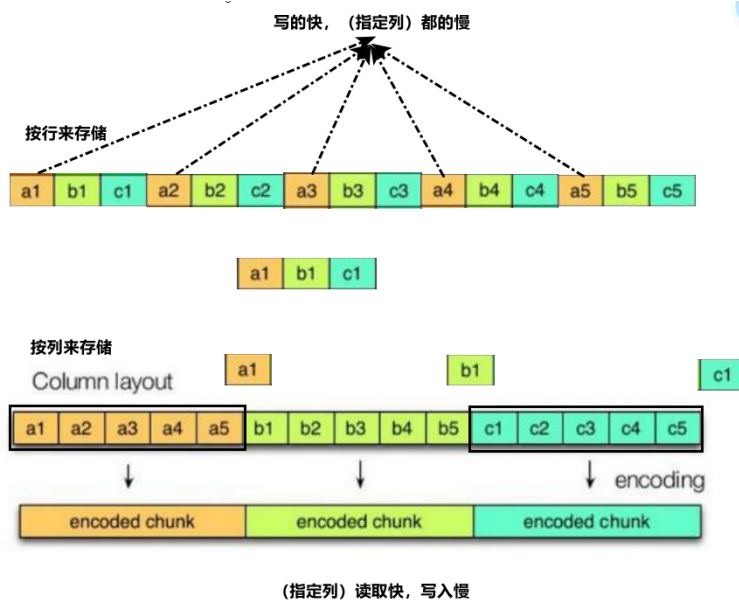 写的快，（指定列）都的慢
按行来存储
a1 b1 c1 a2 b2 c2 a3 b3 c3 a4 b4 c4 a5 b5 c5
a1 b1 c1
按列来存储
a1 b1 c1
Column layout
a1 a2 a3 a4 a5 b1 b2 b3 b4 b5 c1 c2 c3 c4 c5
encoding
encoded chunk encoded chunk encoded chunk
（指定列）读取快，写入慢